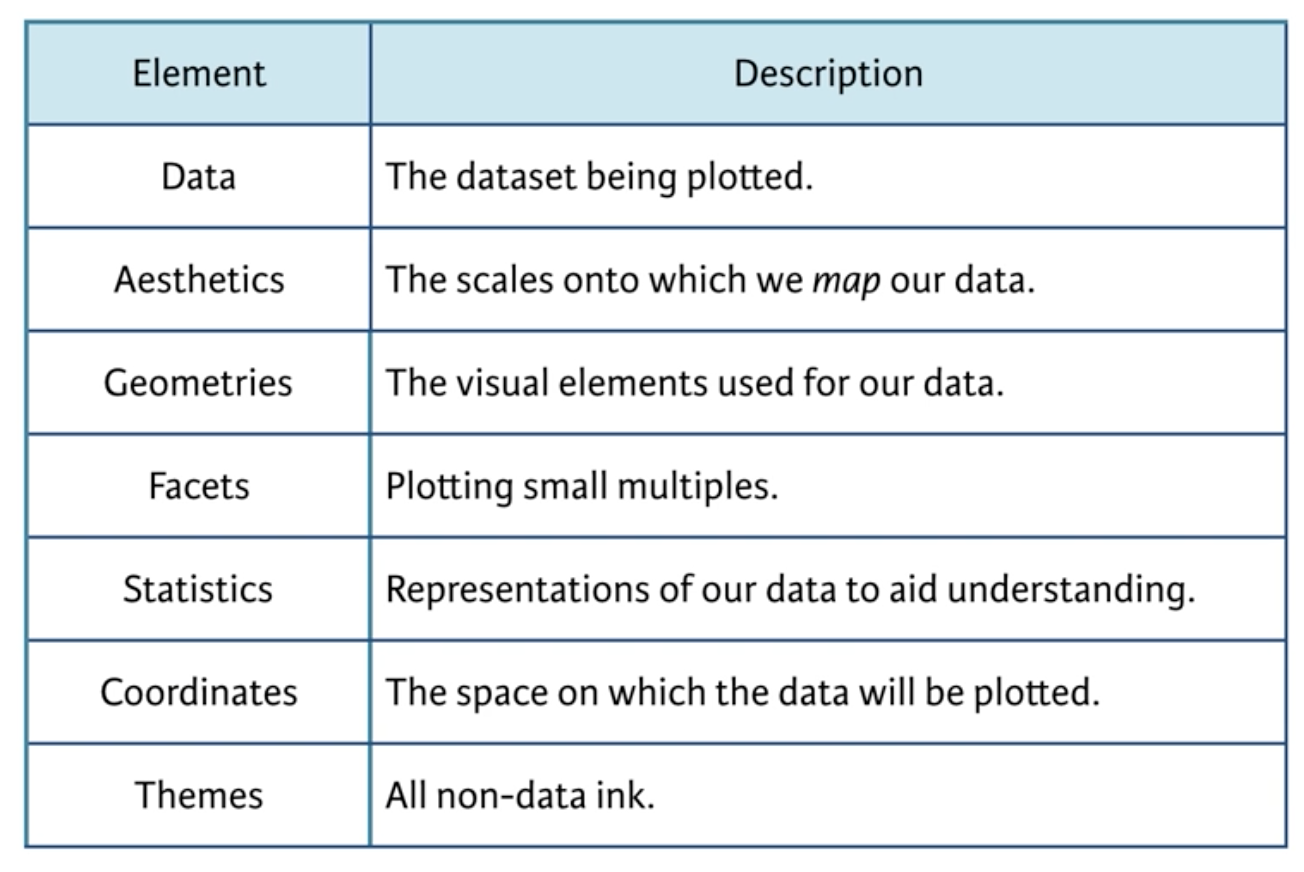 Element Description
Data The dataset being plotted.
Aesthetics The scales onto which we map our data.
Geometries The visual elements used for our data.
Facets Plotting small multiples.
Statistics Representations of our data to aid understanding.
Coordinates The space on which the data will be plotted.
Themes All non-data ink.